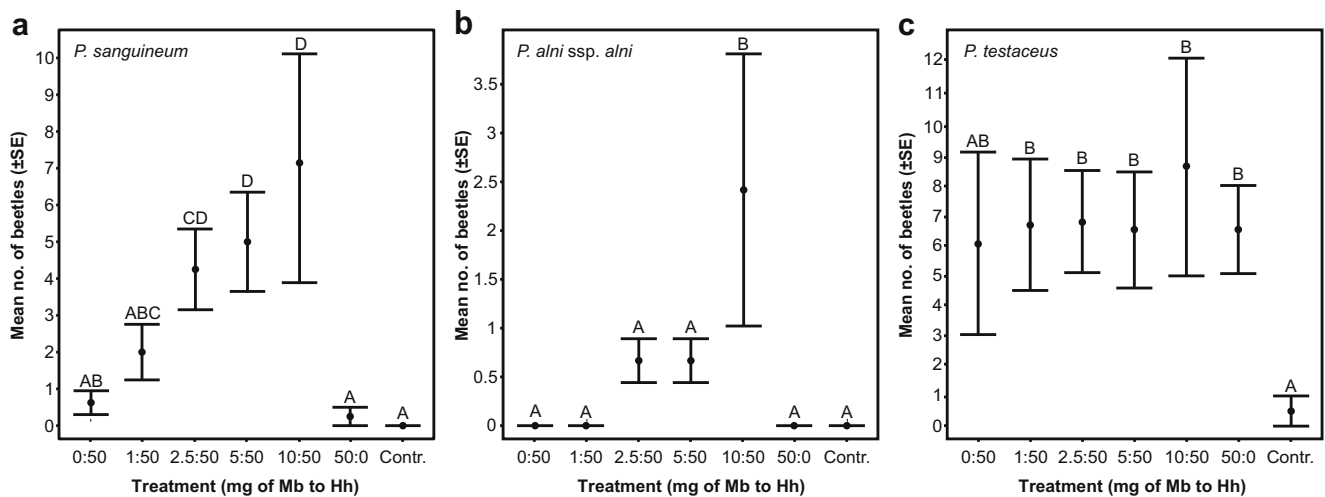 a
P. sanguineum
Mean no. of beetles (±SE)
10
9
8
7
6
5
4
3
2
1
0
AB
ABC
CD
D
D
A
A
0:50 1:50 2.5:50 5:50 10:50 50:0 Contr.
Treatment (mg of Mb to Hh)
b
P. alni ssp. alni
Mean no. of beetles (±SE)
3.5
3
2.5
2
1.5
1
0.5
0
A
A
A
A
B
A
A
0:50 1:50 2.5:50 5:50 10:50 50:0 Contr.
Treatment (mg of Mb to Hh)
c
P. testaceus
Mean no. of beetles (±SE)
12
11
10
9
8
7
6
5
4
3
2
1
0
AB
B
B
B
B
B
A
0:50 1:50 2.5:50 5:50 10:50 50:0 Contr.
Treatment (mg of Mb to Hh)